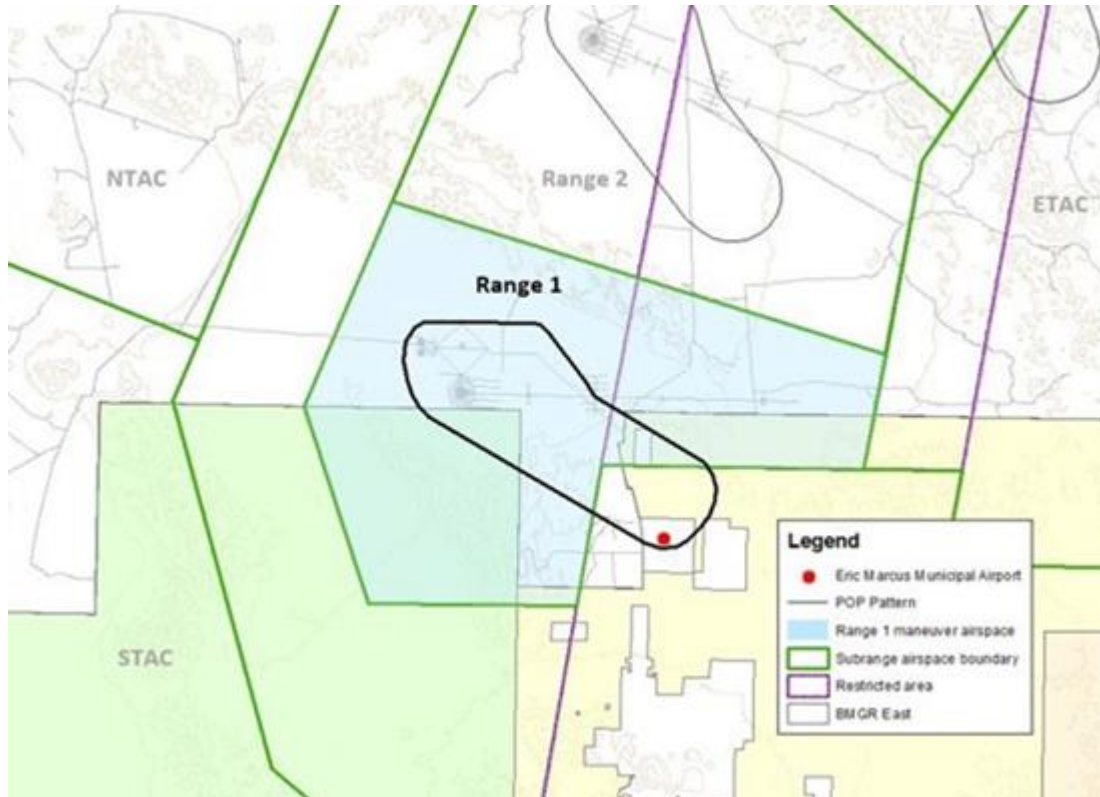 NTAC
Range 2
ETAC
Range 1
STAC
Legend
Eric Marcus Municipal Airport
POP Pattern
Range 1 maneuver airspace
Subrange airspace boundary
Restricted area
BMGR East